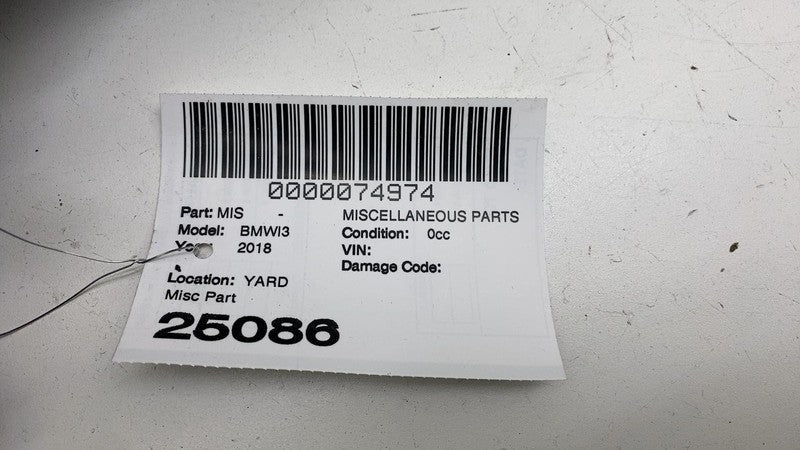 0000074974
Part: MIS - MISCELLANEOUS PARTS
Model: BMWI3 Condition: 0cc
2018 VIN:
Damage Code:
Location: YARD
Misc Part
25086